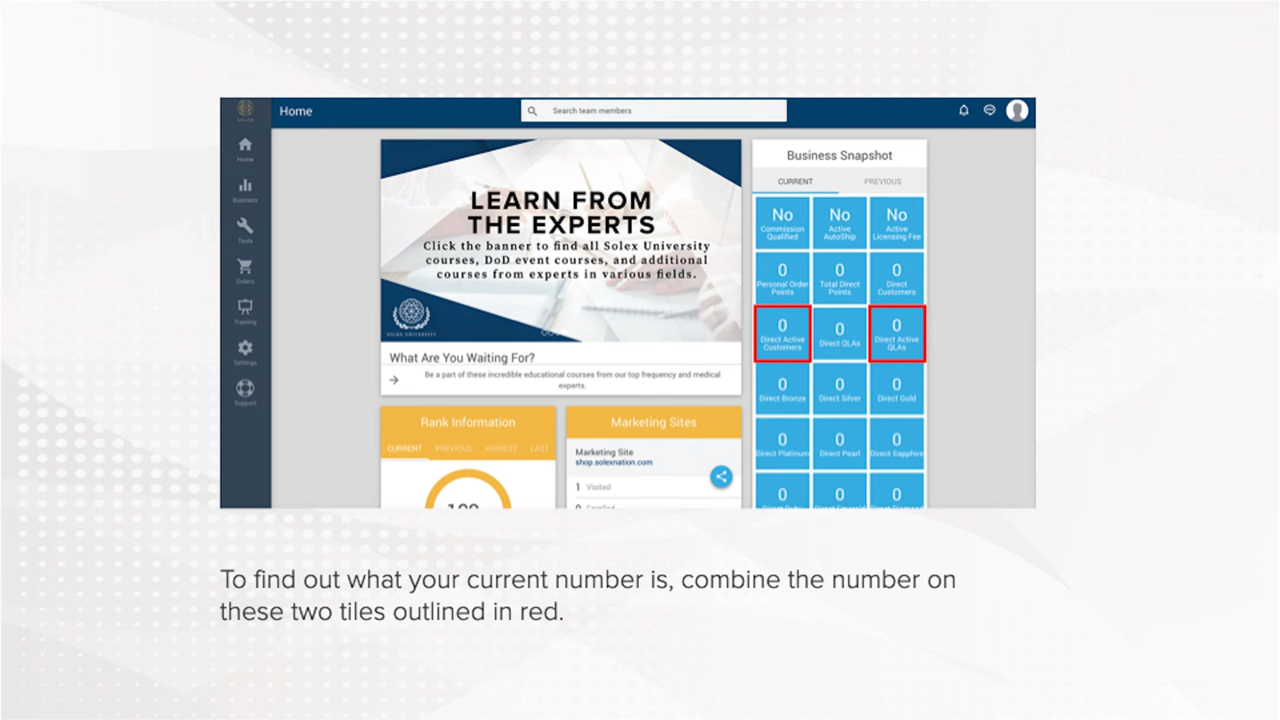 SOLEX
Home
Search team members
Home
Business
Tools
Orders
Training
Settings
Support
LEARN FROM
THE EXPERTS
Click the banner to find all Solex University
courses, DoD event courses, and additional
courses from experts in various fields.
SOLEX UNIVERSITY
What Are You Waiting For?
Be a part of these incredible educational courses from our top frequency and medical
experts.
Rank Information
CURRENT PREVIOUS HIGHEST LAST
Marketing Sites
Marketing Site
shop.solexnation.com
1 Visited
Business Snapshot
CURRENT PREVIOUS
No No No
Commission Qualified Active AutoShip Active Licensing Fee
0 0 0
Personal Order Points Total Direct Points Direct Customers
0 0 0
Direct Active Customers Direct QLAs Direct Active QLAs
0 0 0
Direct Bronze Direct Silver Direct Gold
0 0 0
Direct Platinum Direct Pearl Direct Sapphire
0 0 0
To find out what your current number is, combine the number on
these two tiles outlined in red.